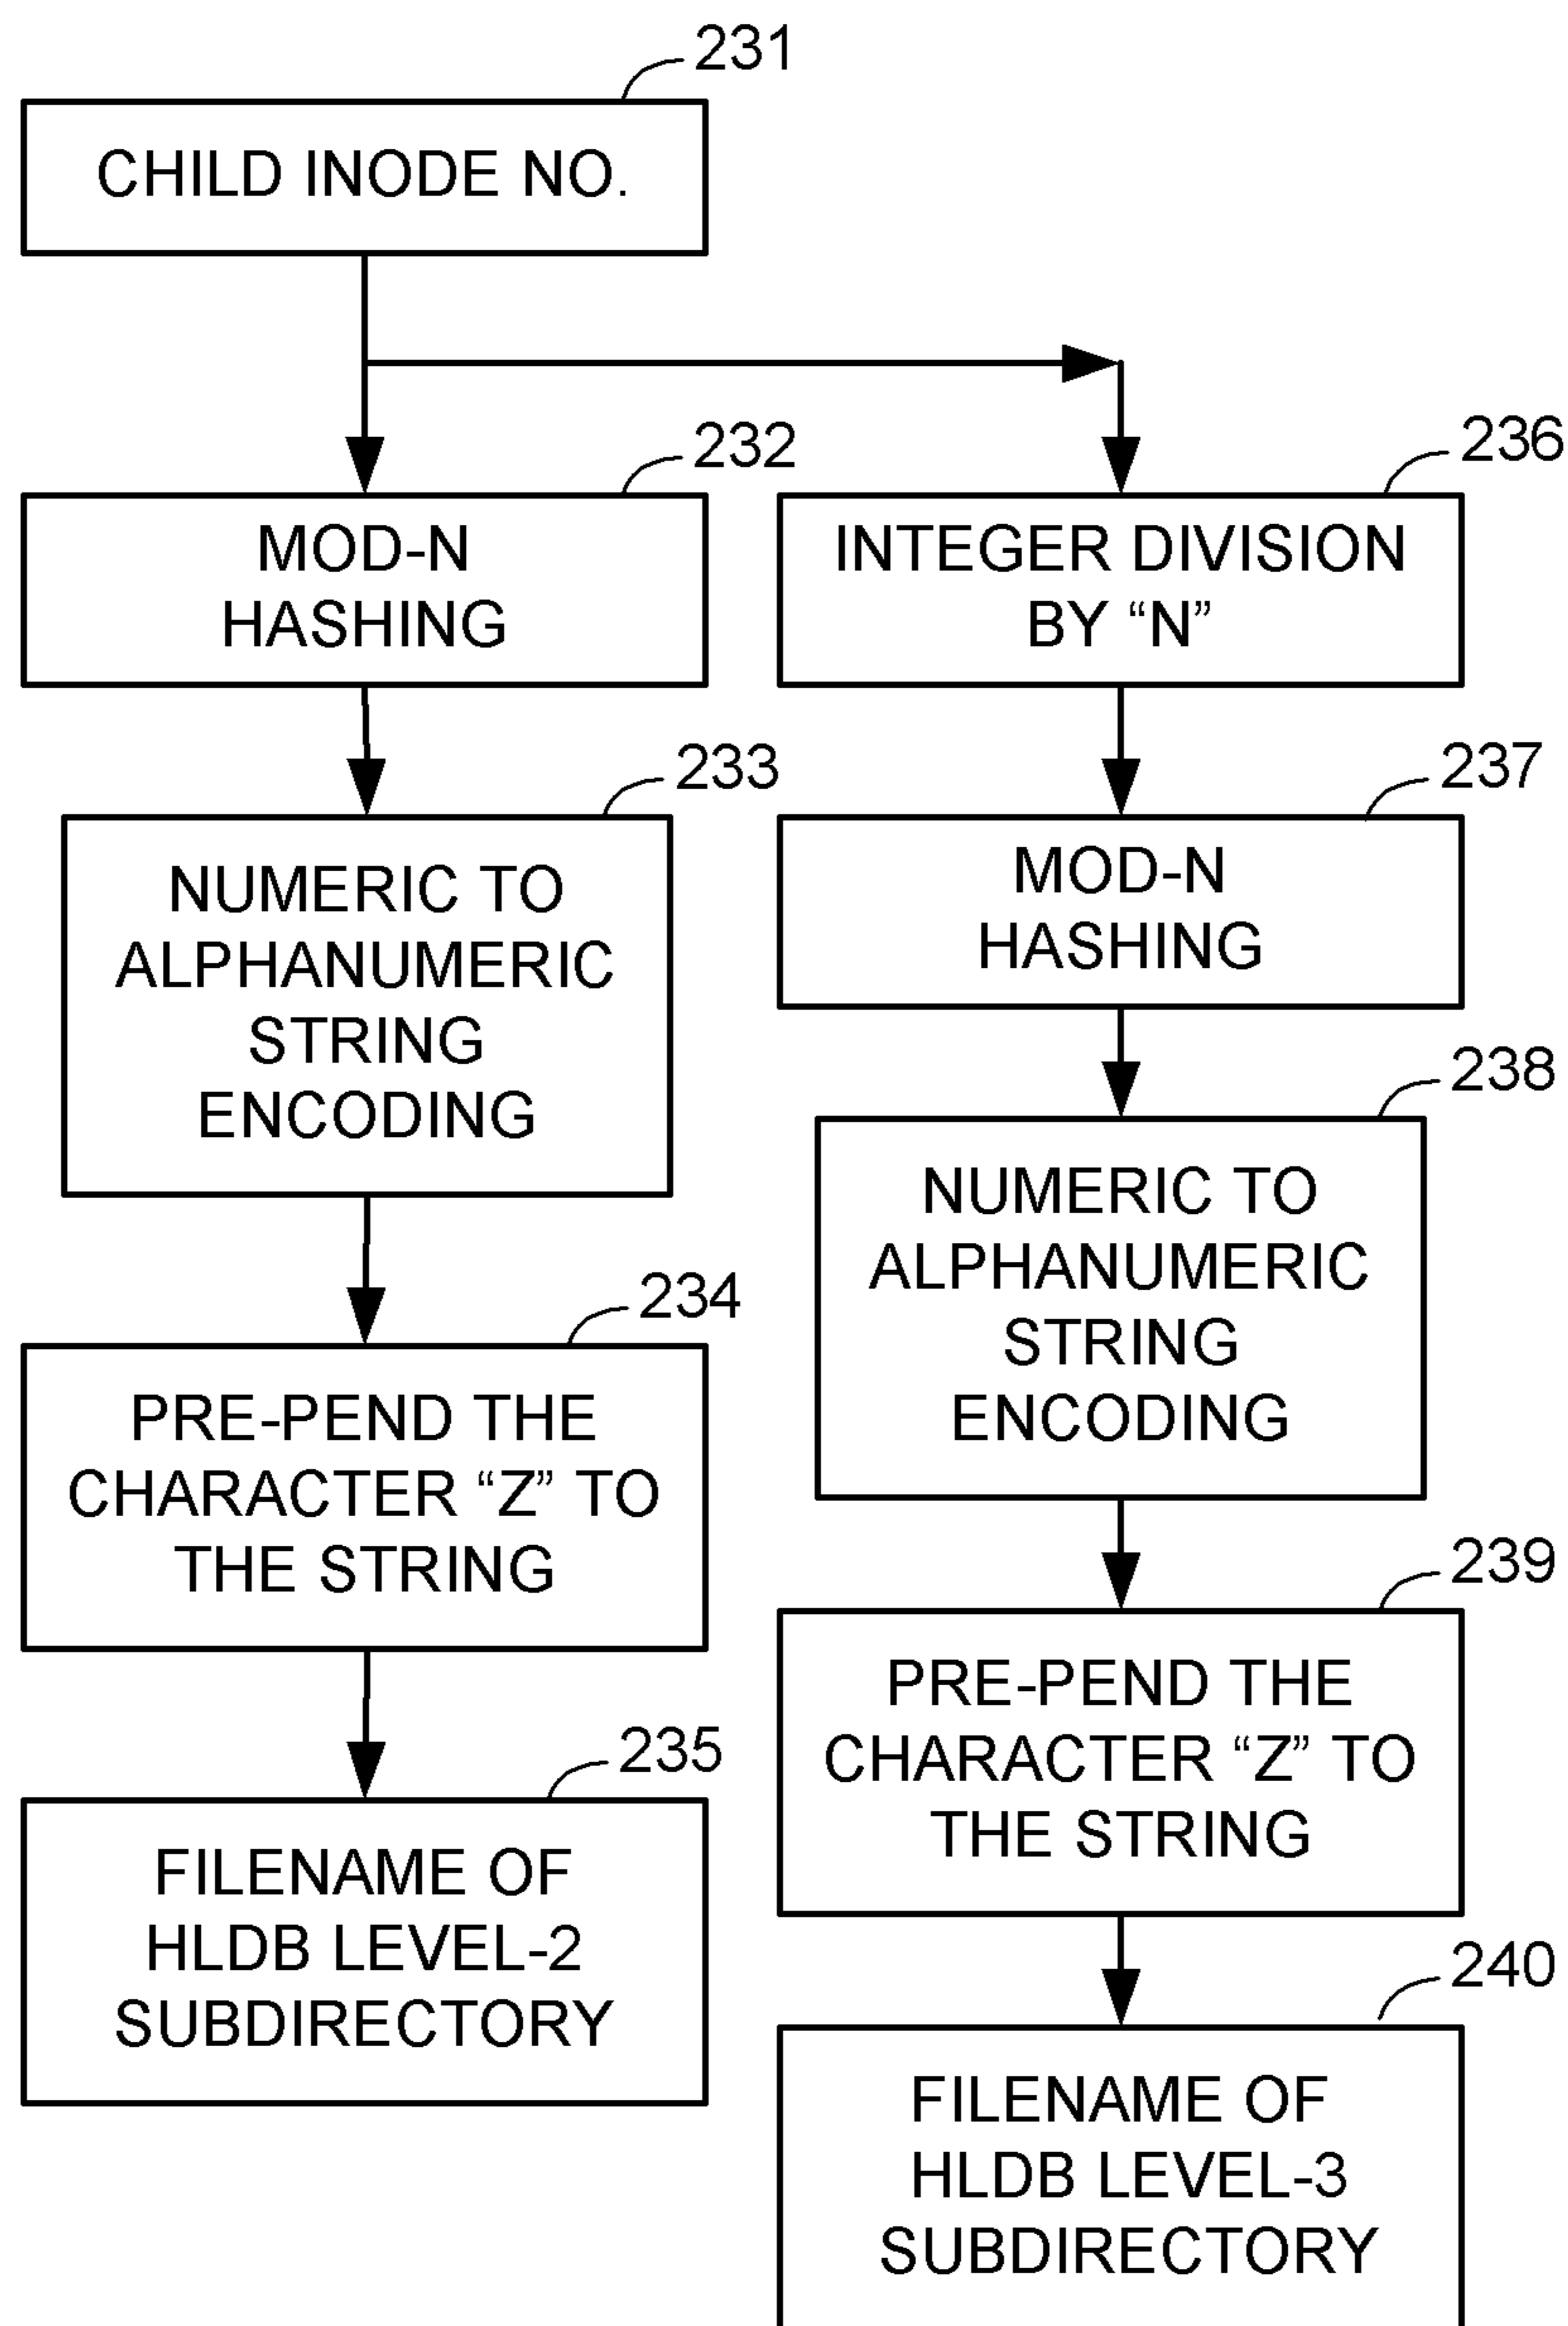 231
CHILD INODE NO.
232
MOD-N
HASHING
233
NUMERIC TO
ALPHANUMERIC
STRING
ENCODING
234
PRE-PEND THE
CHARACTER “Z” TO
THE STRING
235
FILENAME OF
HLDB LEVEL-2
SUBDIRECTORY
236
INTEGER DIVISION
BY “N”
237
MOD-N
HASHING
238
NUMERIC TO
ALPHANUMERIC
STRING
ENCODING
239
PRE-PEND THE
CHARACTER “Z” TO
THE STRING
240
FILENAME OF
HLDB LEVEL-3
SUBDIRECTORY